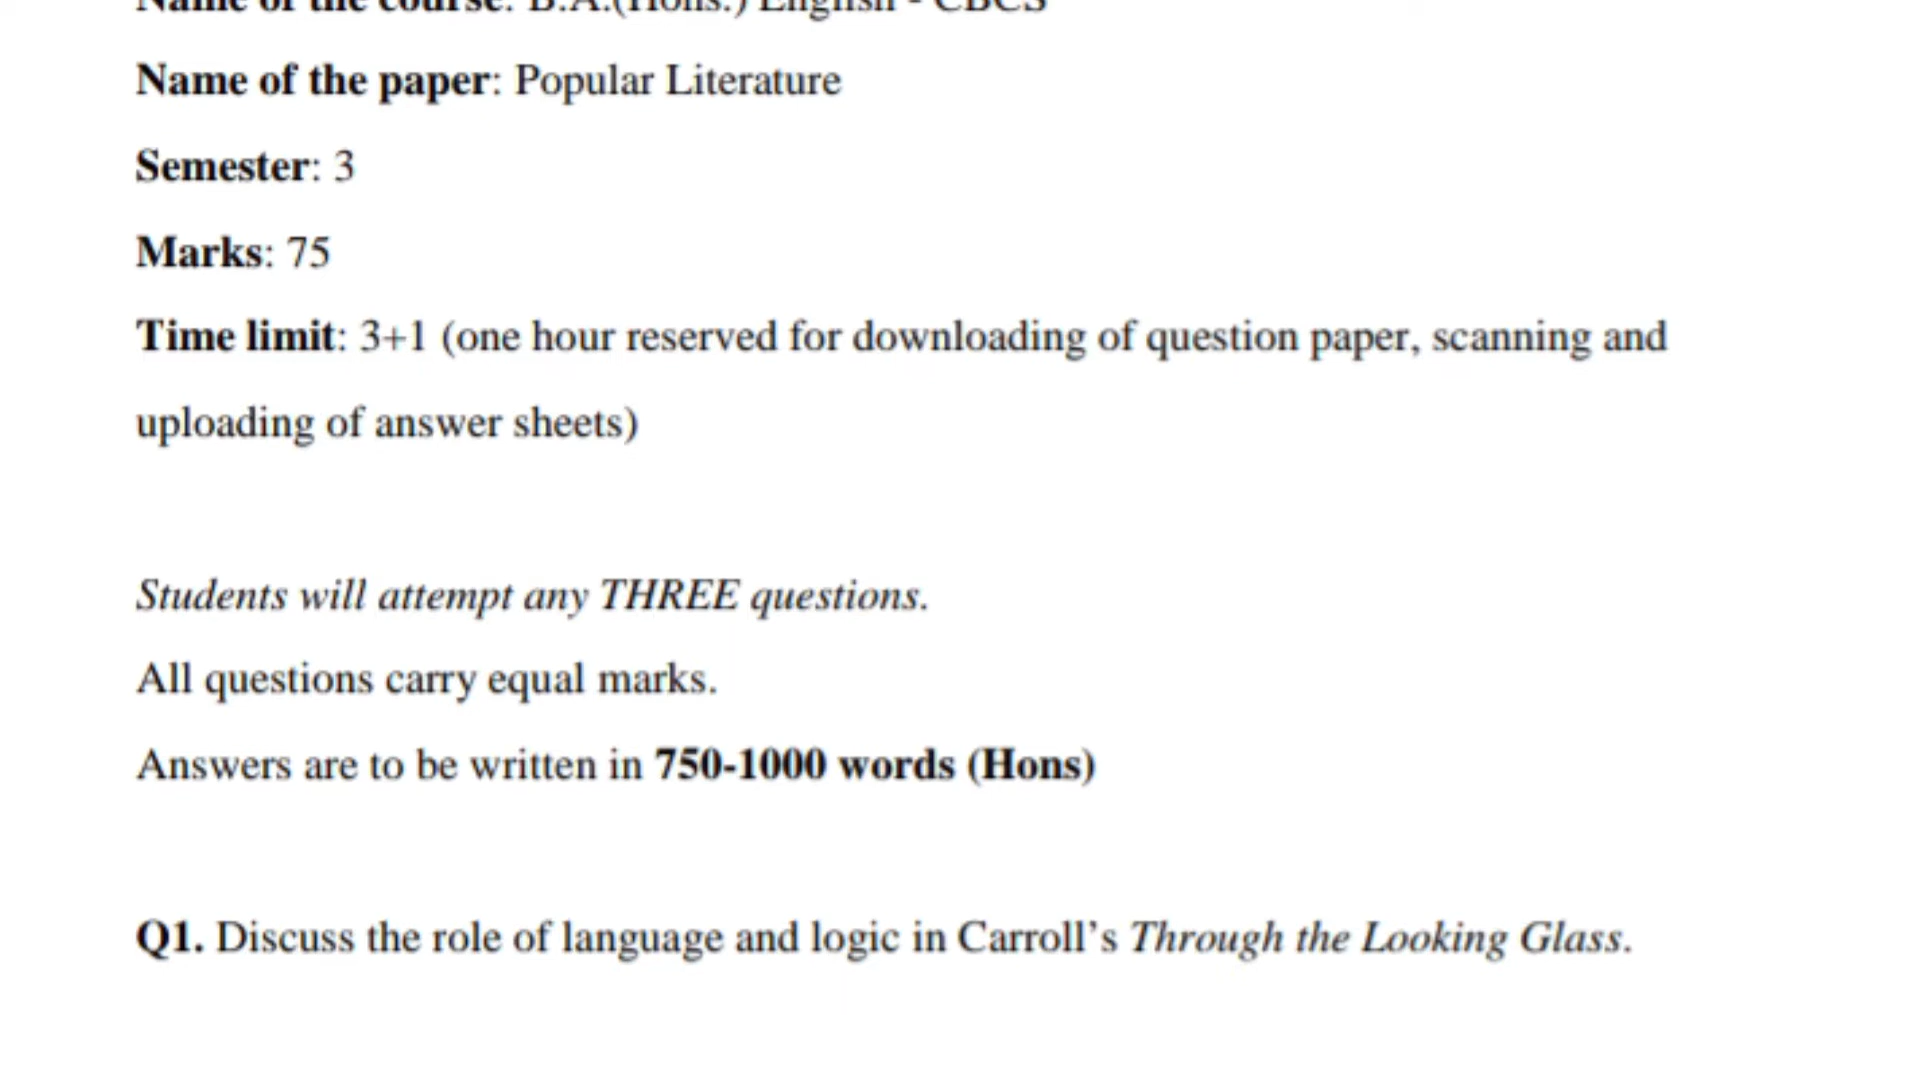 Name of the course: B.A.(Hons.) English - CBCS
Name of the paper: Popular Literature
Semester: 3
Marks: 75
Time limit: 3+1 (one hour reserved for downloading of question paper, scanning and
uploading of answer sheets)
Students will attempt any THREE questions.
All questions carry equal marks.
Answers are to be written in 750-1000 words (Hons)
Q1. Discuss the role of language and logic in Carroll’s Through the Looking Glass.